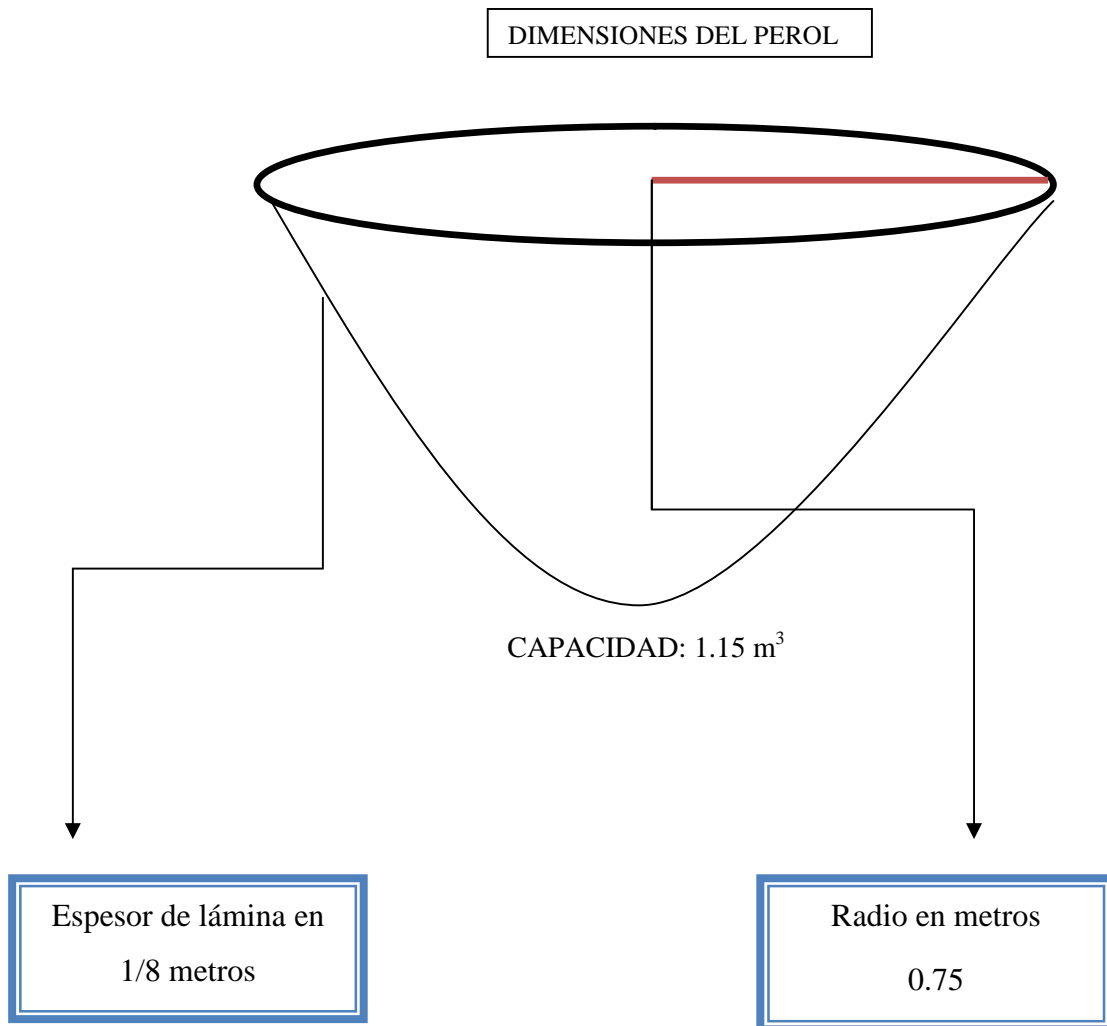 DIMENSIONES DEL PEROL
CAPACIDAD: 1.15 m³
Espesor de lámina en
1/8 metros
Radio en metros
0.75